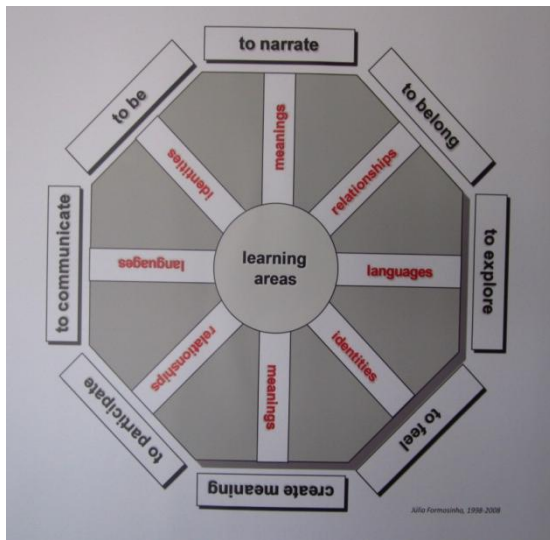 to narrate
to belong
to explore
to feel
create meaning
to participate
to communicate
to be
meanings
relationships
languages
identities
meanings
relationships
languages
identities
learning
areas
Júlia Formosinho, 1998-2008